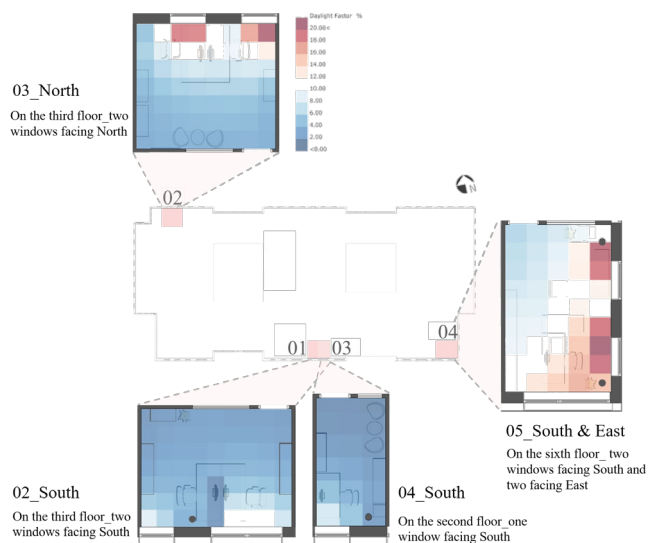 Daylight Factor %
20.00<
18.00
16.00
14.00
12.00
10.00
8.00
6.00
4.00
2.00
<0.00
03_North
On the third floor_two
windows facing North
N
02
01
03
04
05_South & East
On the sixth floor_ two
windows facing South and
two facing East
02_South
On the third floor_two
windows facing South
04_South
On the second floor_one
window facing South